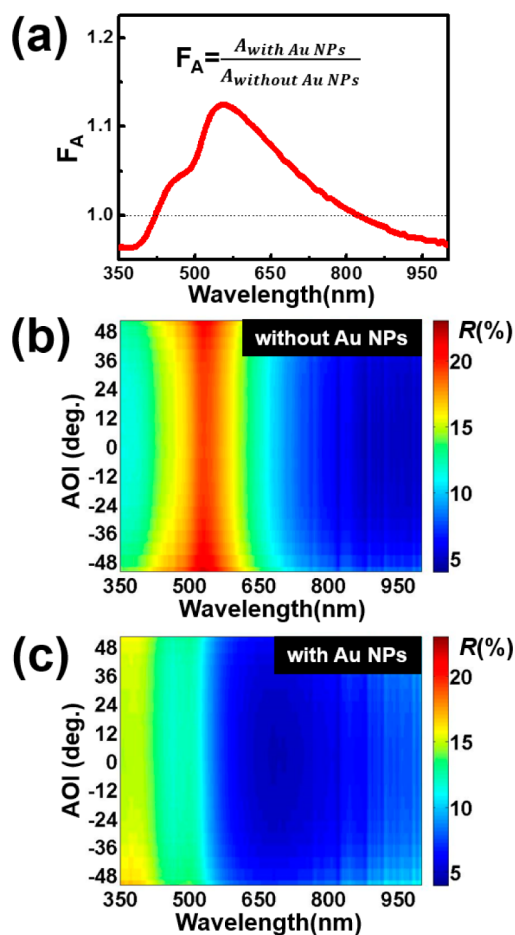 (a)
1.2
1.1
1.0
F_A
F_A = A_with Au NPs / A_without Au NPs
350 500 650 800 950
Wavelength(nm)
(b)
without Au NPs
R(%)
48
36
24
12
0
-12
-24
-36
-48
AOI (deg.)
20
15
10
5
350 500 650 800 950
Wavelength(nm)
(c)
with Au NPs
R(%)
48
36
24
12
0
-12
-24
-36
-48
AOI (deg.)
20
15
10
5
350 500 650 800 950
Wavelength(nm)